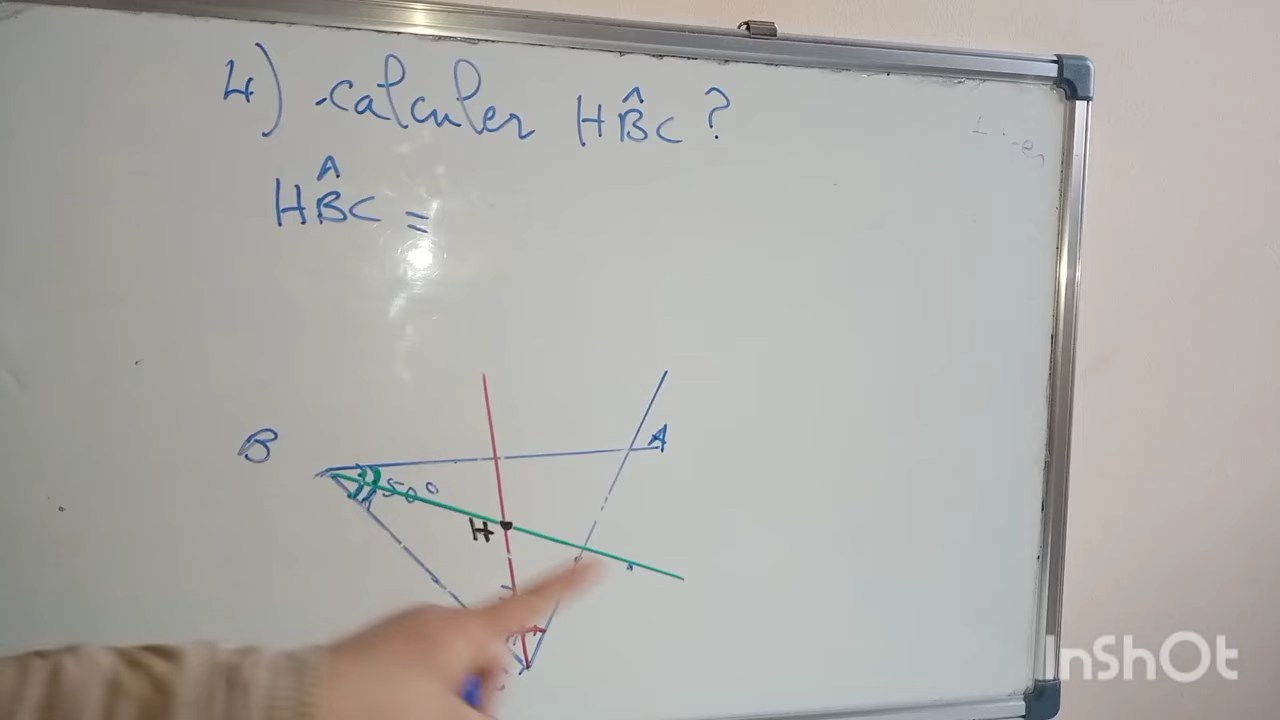 4) calculer HB̂C ?
HB̂C =
B
A
50°
H
InShOt